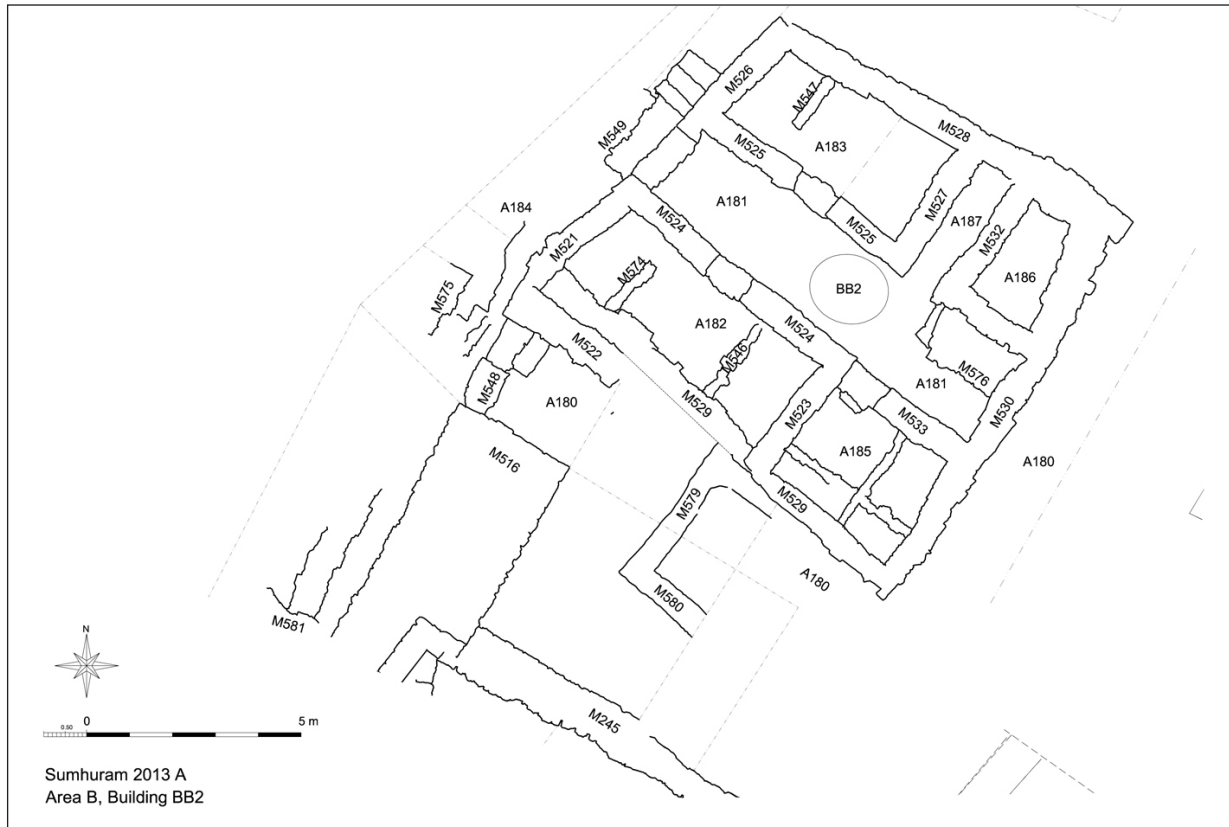 M526
M547
M528
M549
M525
A183
A181
M527
A184
M524
M525
A187
M532
M521
A186
M574
BB2
M575
A182
M524
M522
M546
M576
A181
M548
A180
M529
M523
M533
M530
M516
A185
A180
M579
M529
A180
M580
M581
N
M245
0.50 0 5 m
Sumhuram 2013 A
Area B, Building BB2